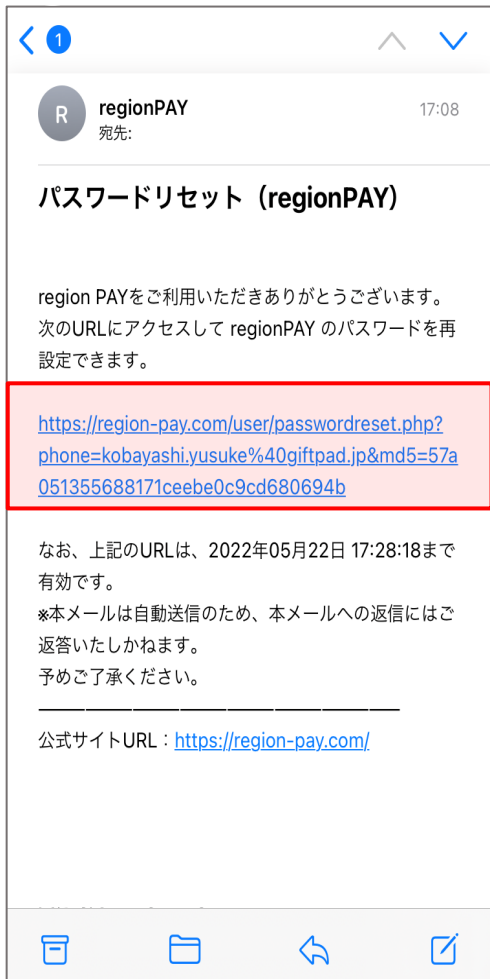 1
R
regionPAY
17:08
宛先:
パスワードリセット（regionPAY）
region PAYをご利用いただきありがとうございます。
次のURLにアクセスして regionPAY のパスワードを再
設定できます。
https://region-pay.com/user/passwordreset.php?
phone=kobayashi.yusuke%40giftpad.jp&md5=57a
051355688171ceebe0c9cd680694b
なお、上記のURLは、2022年05月22日 17:28:18まで
有効です。
※本メールは自動送信のため、本メールへの返信にはご
返答いたしかねます。
予めご了承ください。
公式サイトURL：https://region-pay.com/